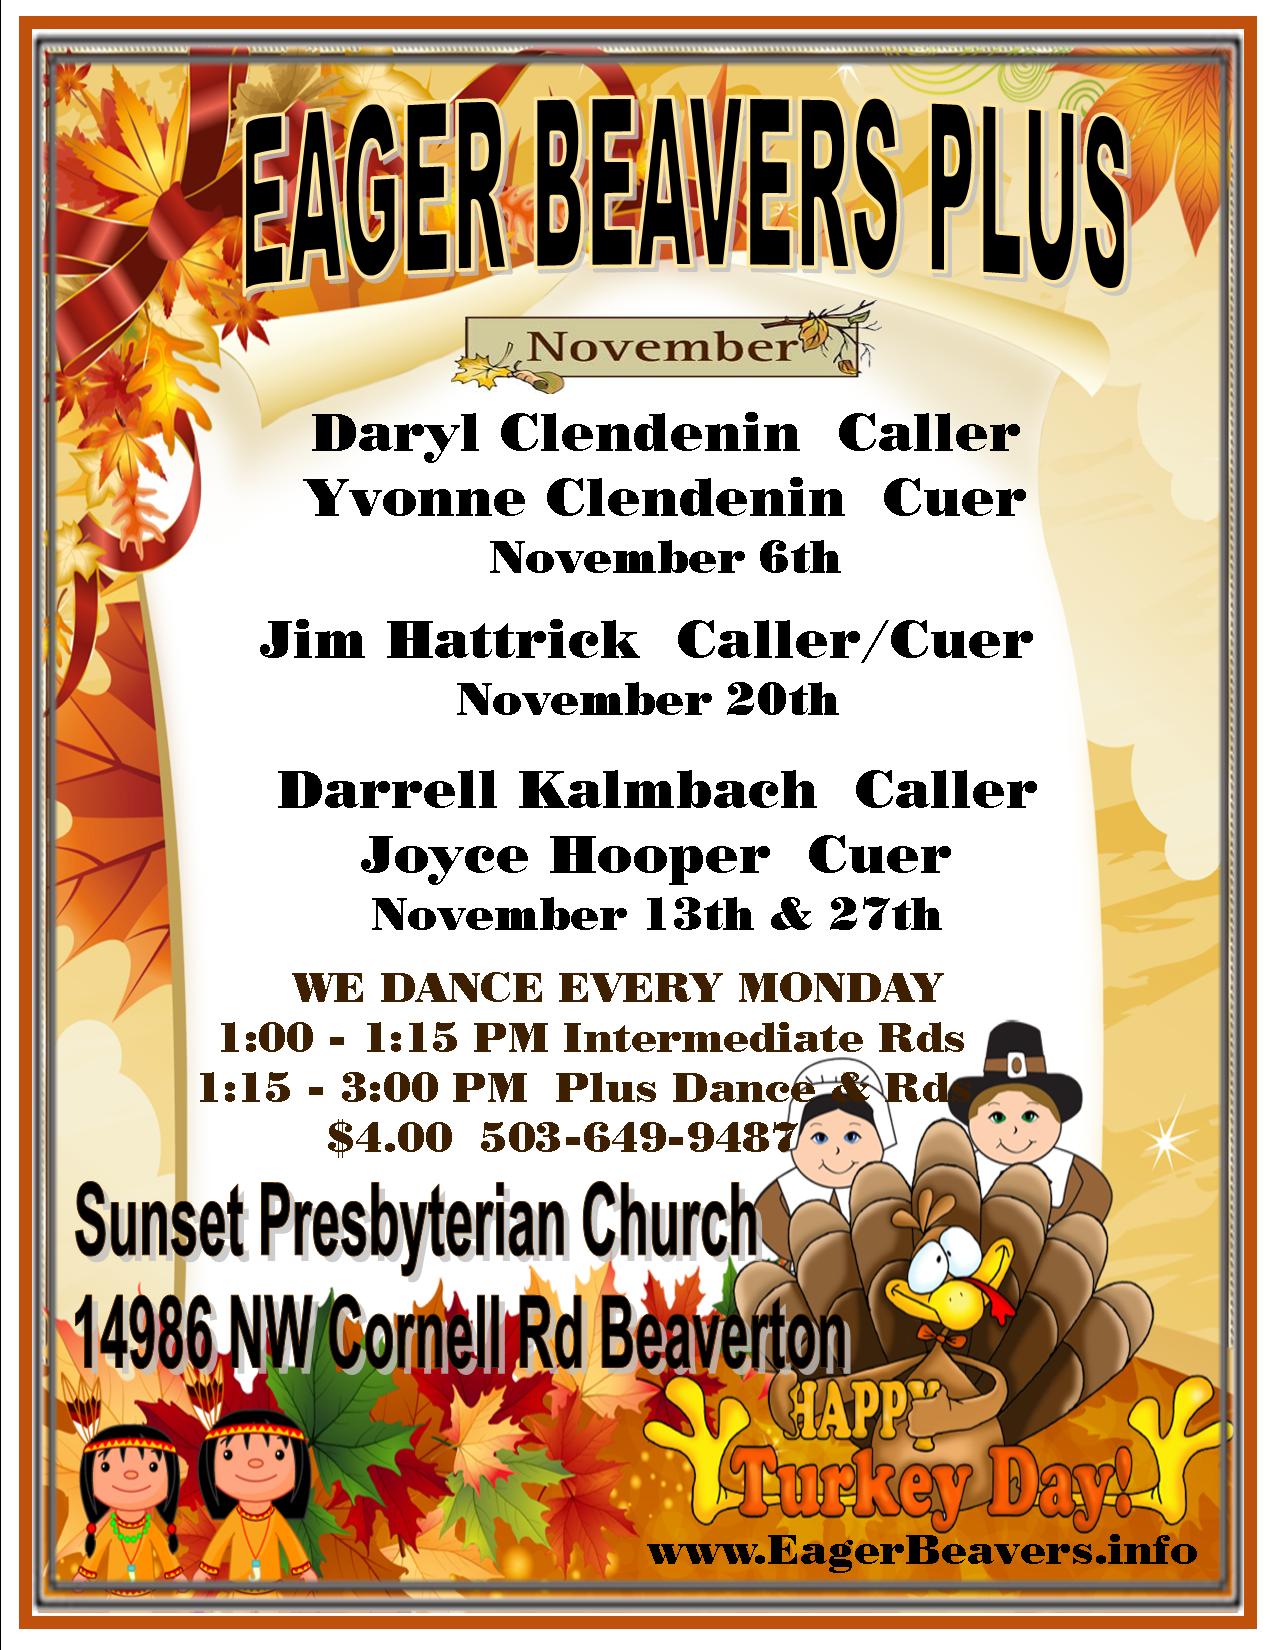 EAGER BEAVERS PLUS
November
Daryl Clendenin  Caller
Yvonne Clendenin  Cuer
November 6th
Jim Hattrick  Caller/Cuer
November 20th
Darrell Kalmbach  Caller
Joyce Hooper  Cuer
November 13th & 27th
WE DANCE EVERY MONDAY
1:00 - 1:15 PM Intermediate Rds
1:15 - 3:00 PM  Plus Dance & Rds
$4.00  503-649-9487
Sunset Presbyterian Church
14986 NW Cornell Rd Beaverton
HAPPY
Turkey Day!
www.EagerBeavers.info